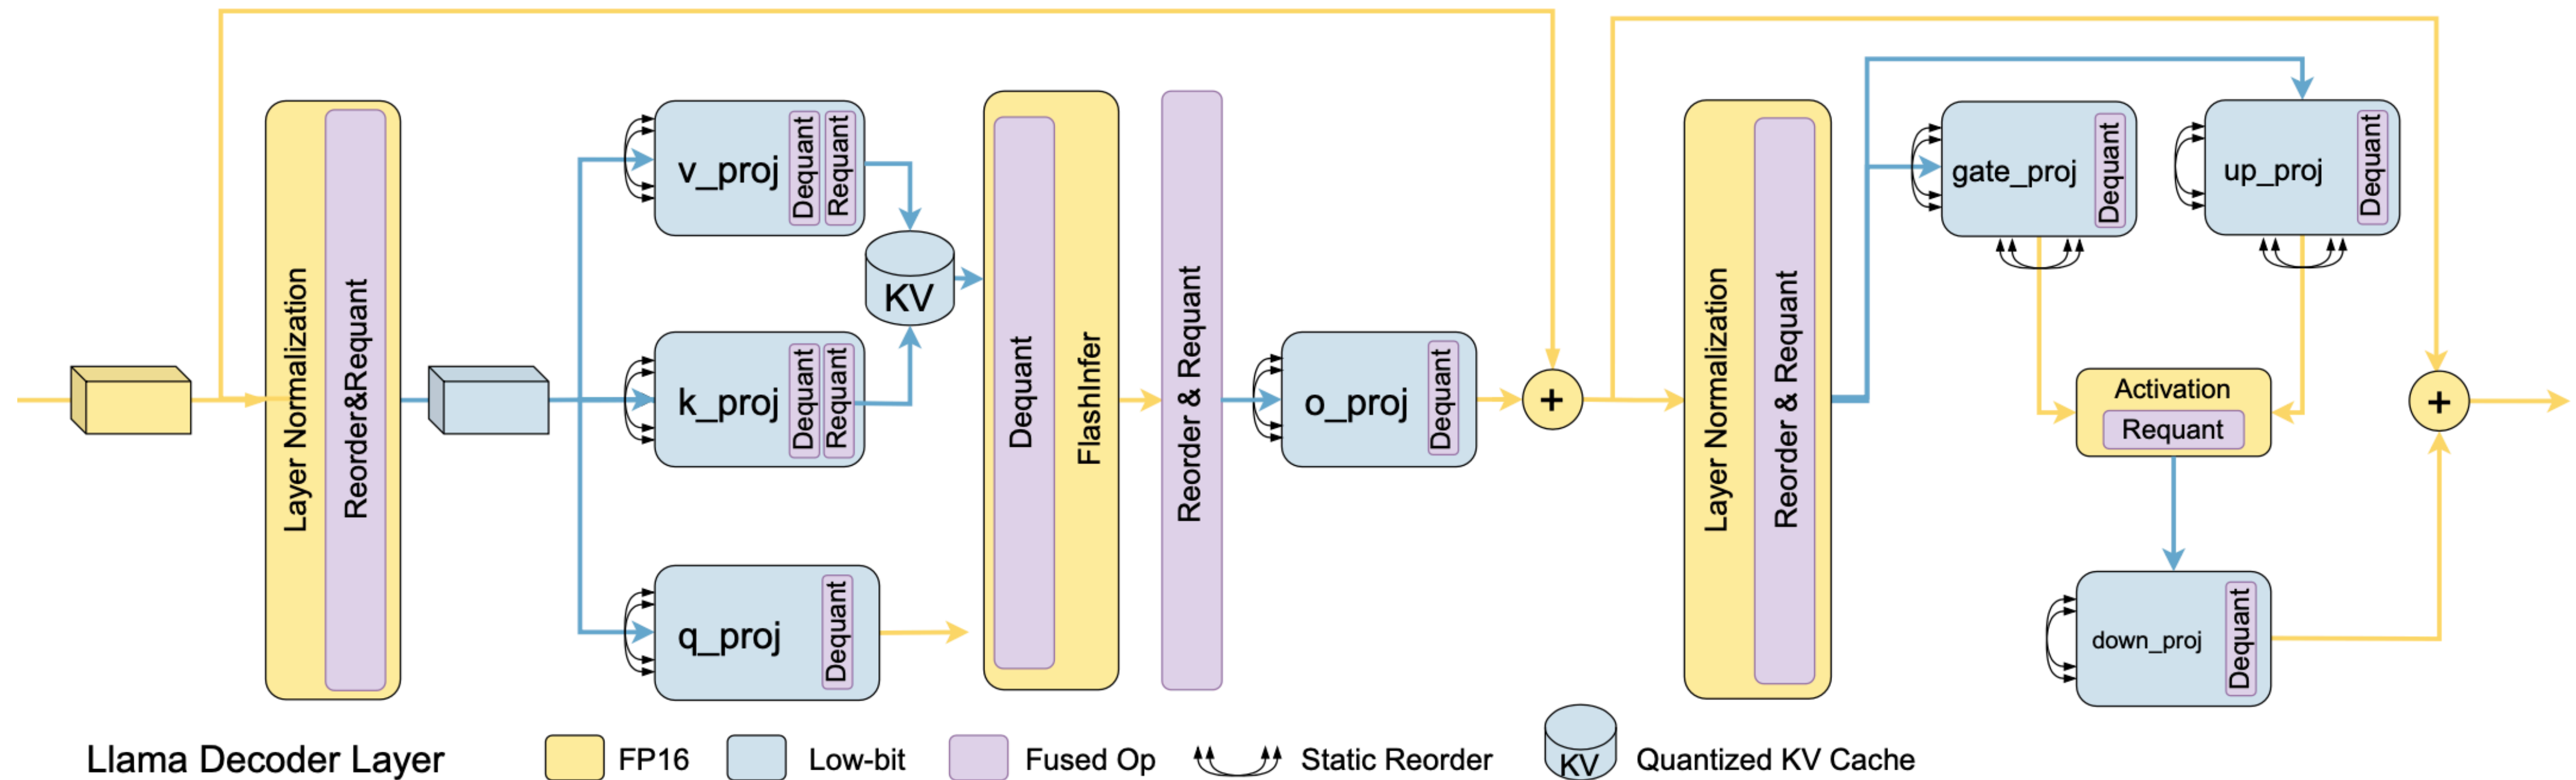 Layer Normalization
Reorder&Requant
v_proj
Dequant
Requant
k_proj
Dequant
Requant
q_proj
Dequant
KV
Dequant
FlashInfer
Reorder & Requant
o_proj
Dequant
+
Layer Normalization
Reorder & Requant
gate_proj
Dequant
up_proj
Dequant
Activation
Requant
down_proj
Dequant
+
Llama Decoder Layer
FP16
Low-bit
Fused Op
Static Reorder
KV
Quantized KV Cache